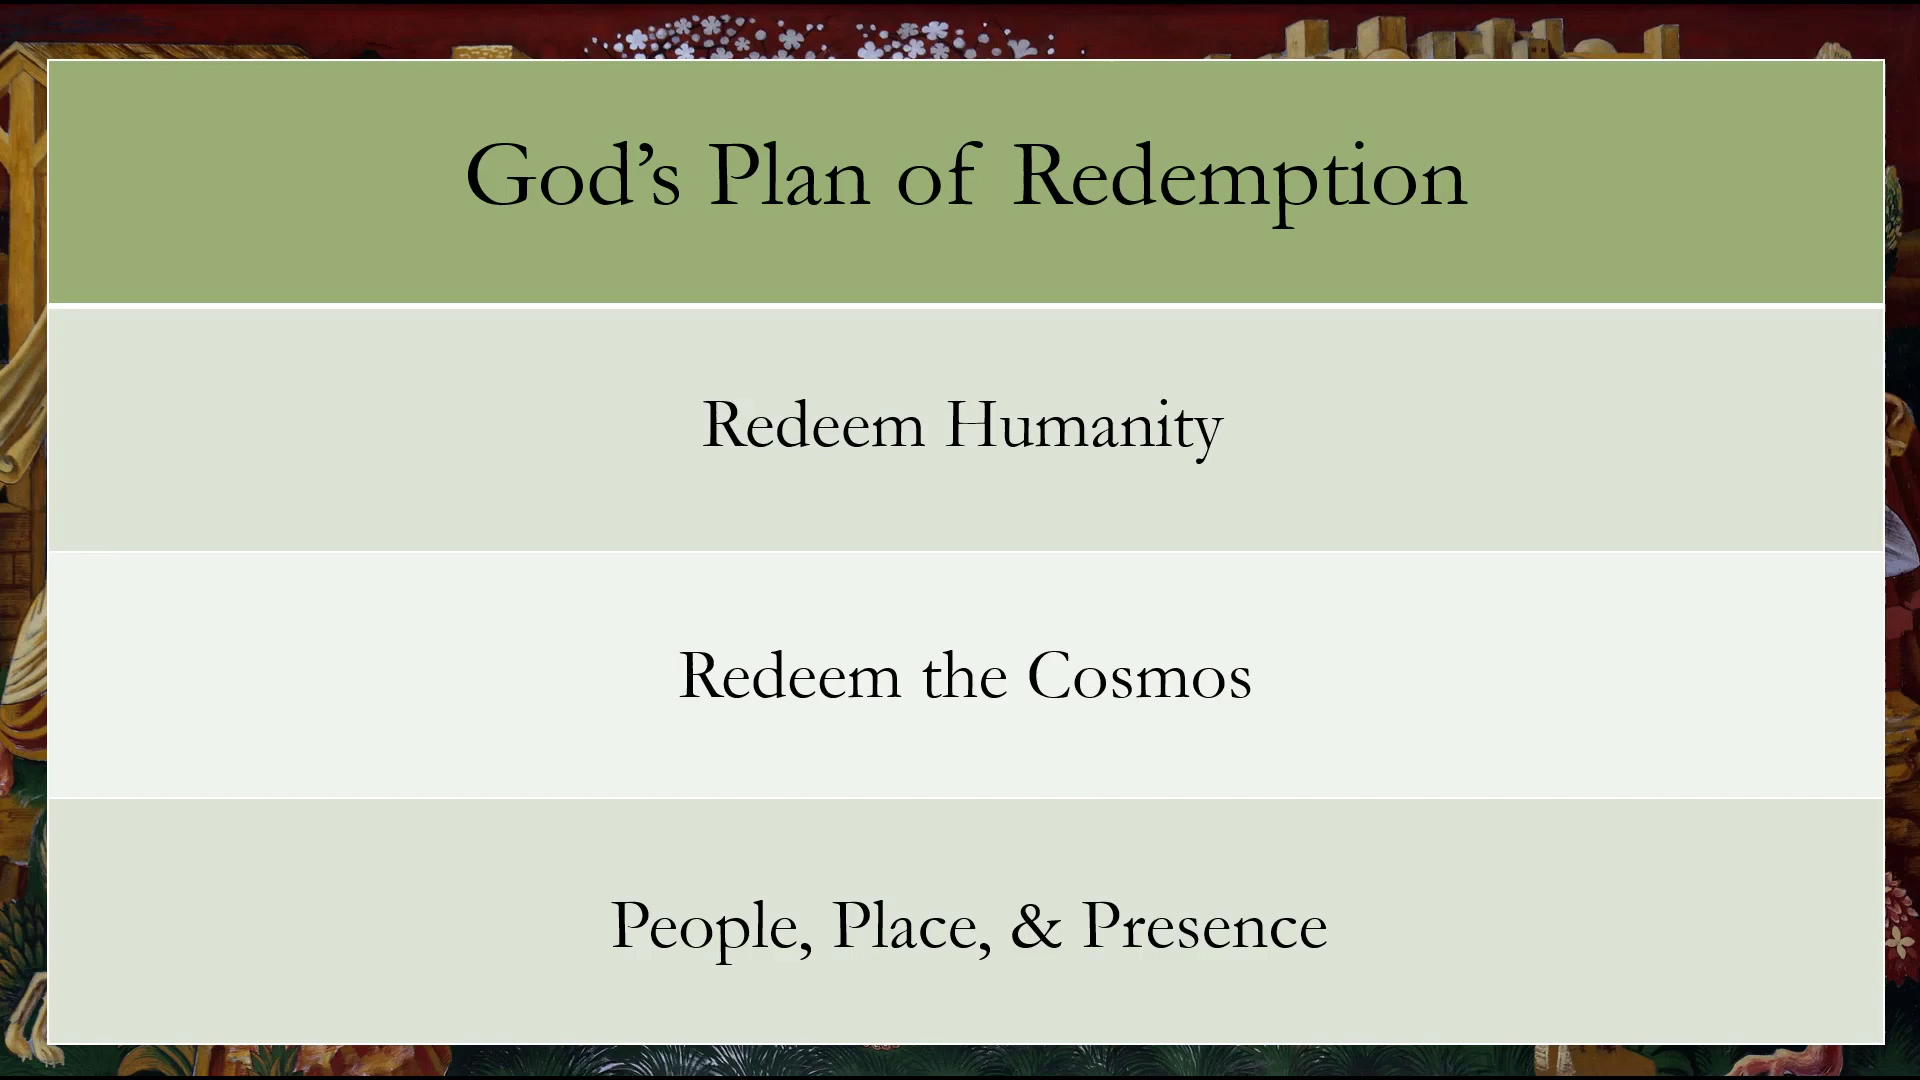 God’s Plan of Redemption
Redeem Humanity
Redeem the Cosmos
People, Place, & Presence